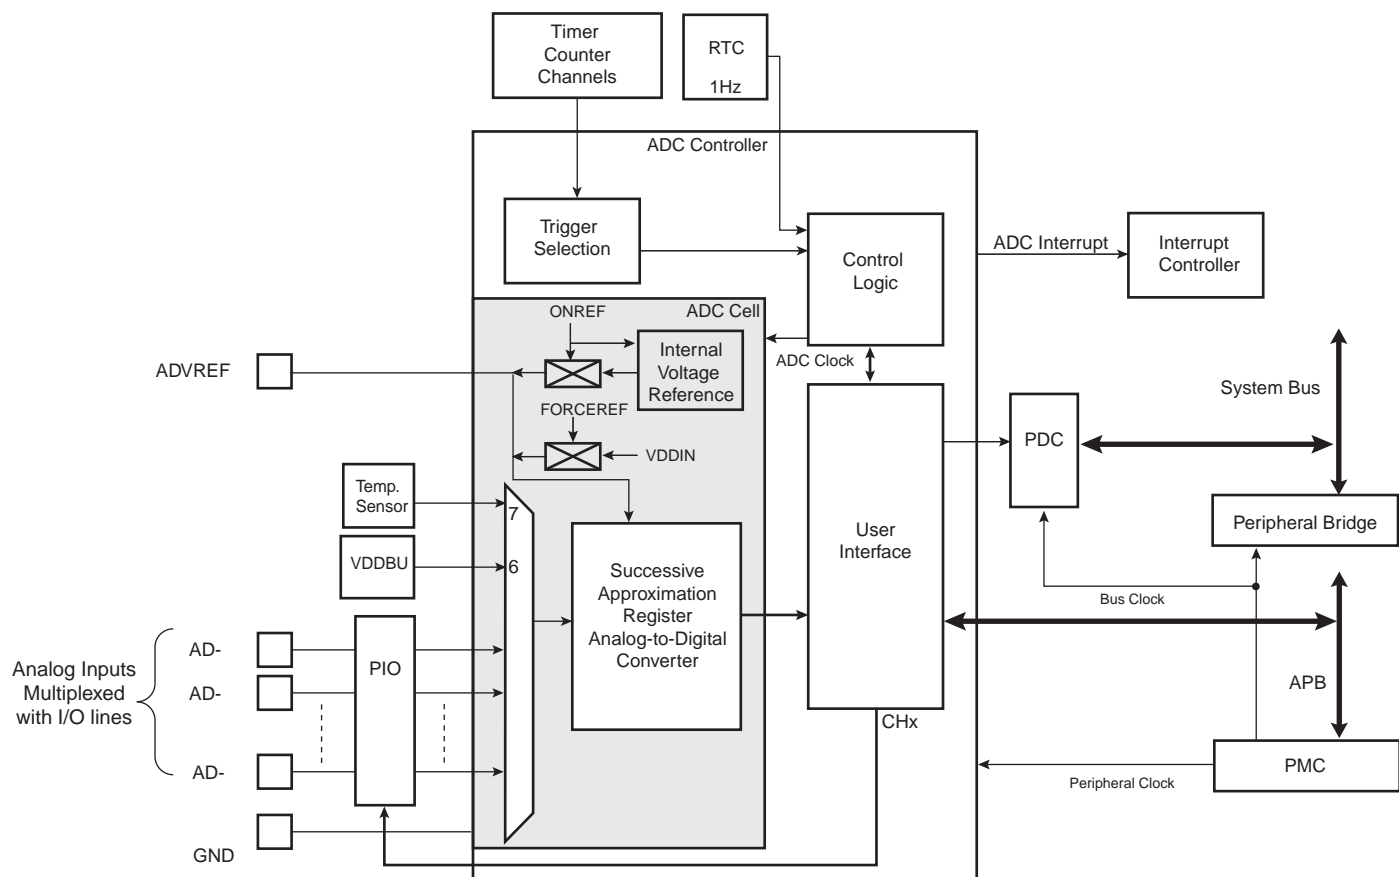 Timer
Counter
Channels
RTC
1Hz
ADC Controller
Trigger
Selection
Control
Logic
ADC Interrupt
Interrupt
Controller
ONREF
ADC Cell
Internal
Voltage
Reference
ADC Clock
ADVREF
FORCEREF
VDDIN
System Bus
PDC
Temp.
Sensor
7
Peripheral Bridge
User
Interface
VDDBU
6
Successive
Approximation
Register
Analog-to-Digital
Converter
Bus Clock
AD-
PIO
Analog Inputs
Multiplexed
with I/O lines
AD-
APB
CHx
AD-
PMC
Peripheral Clock
GND